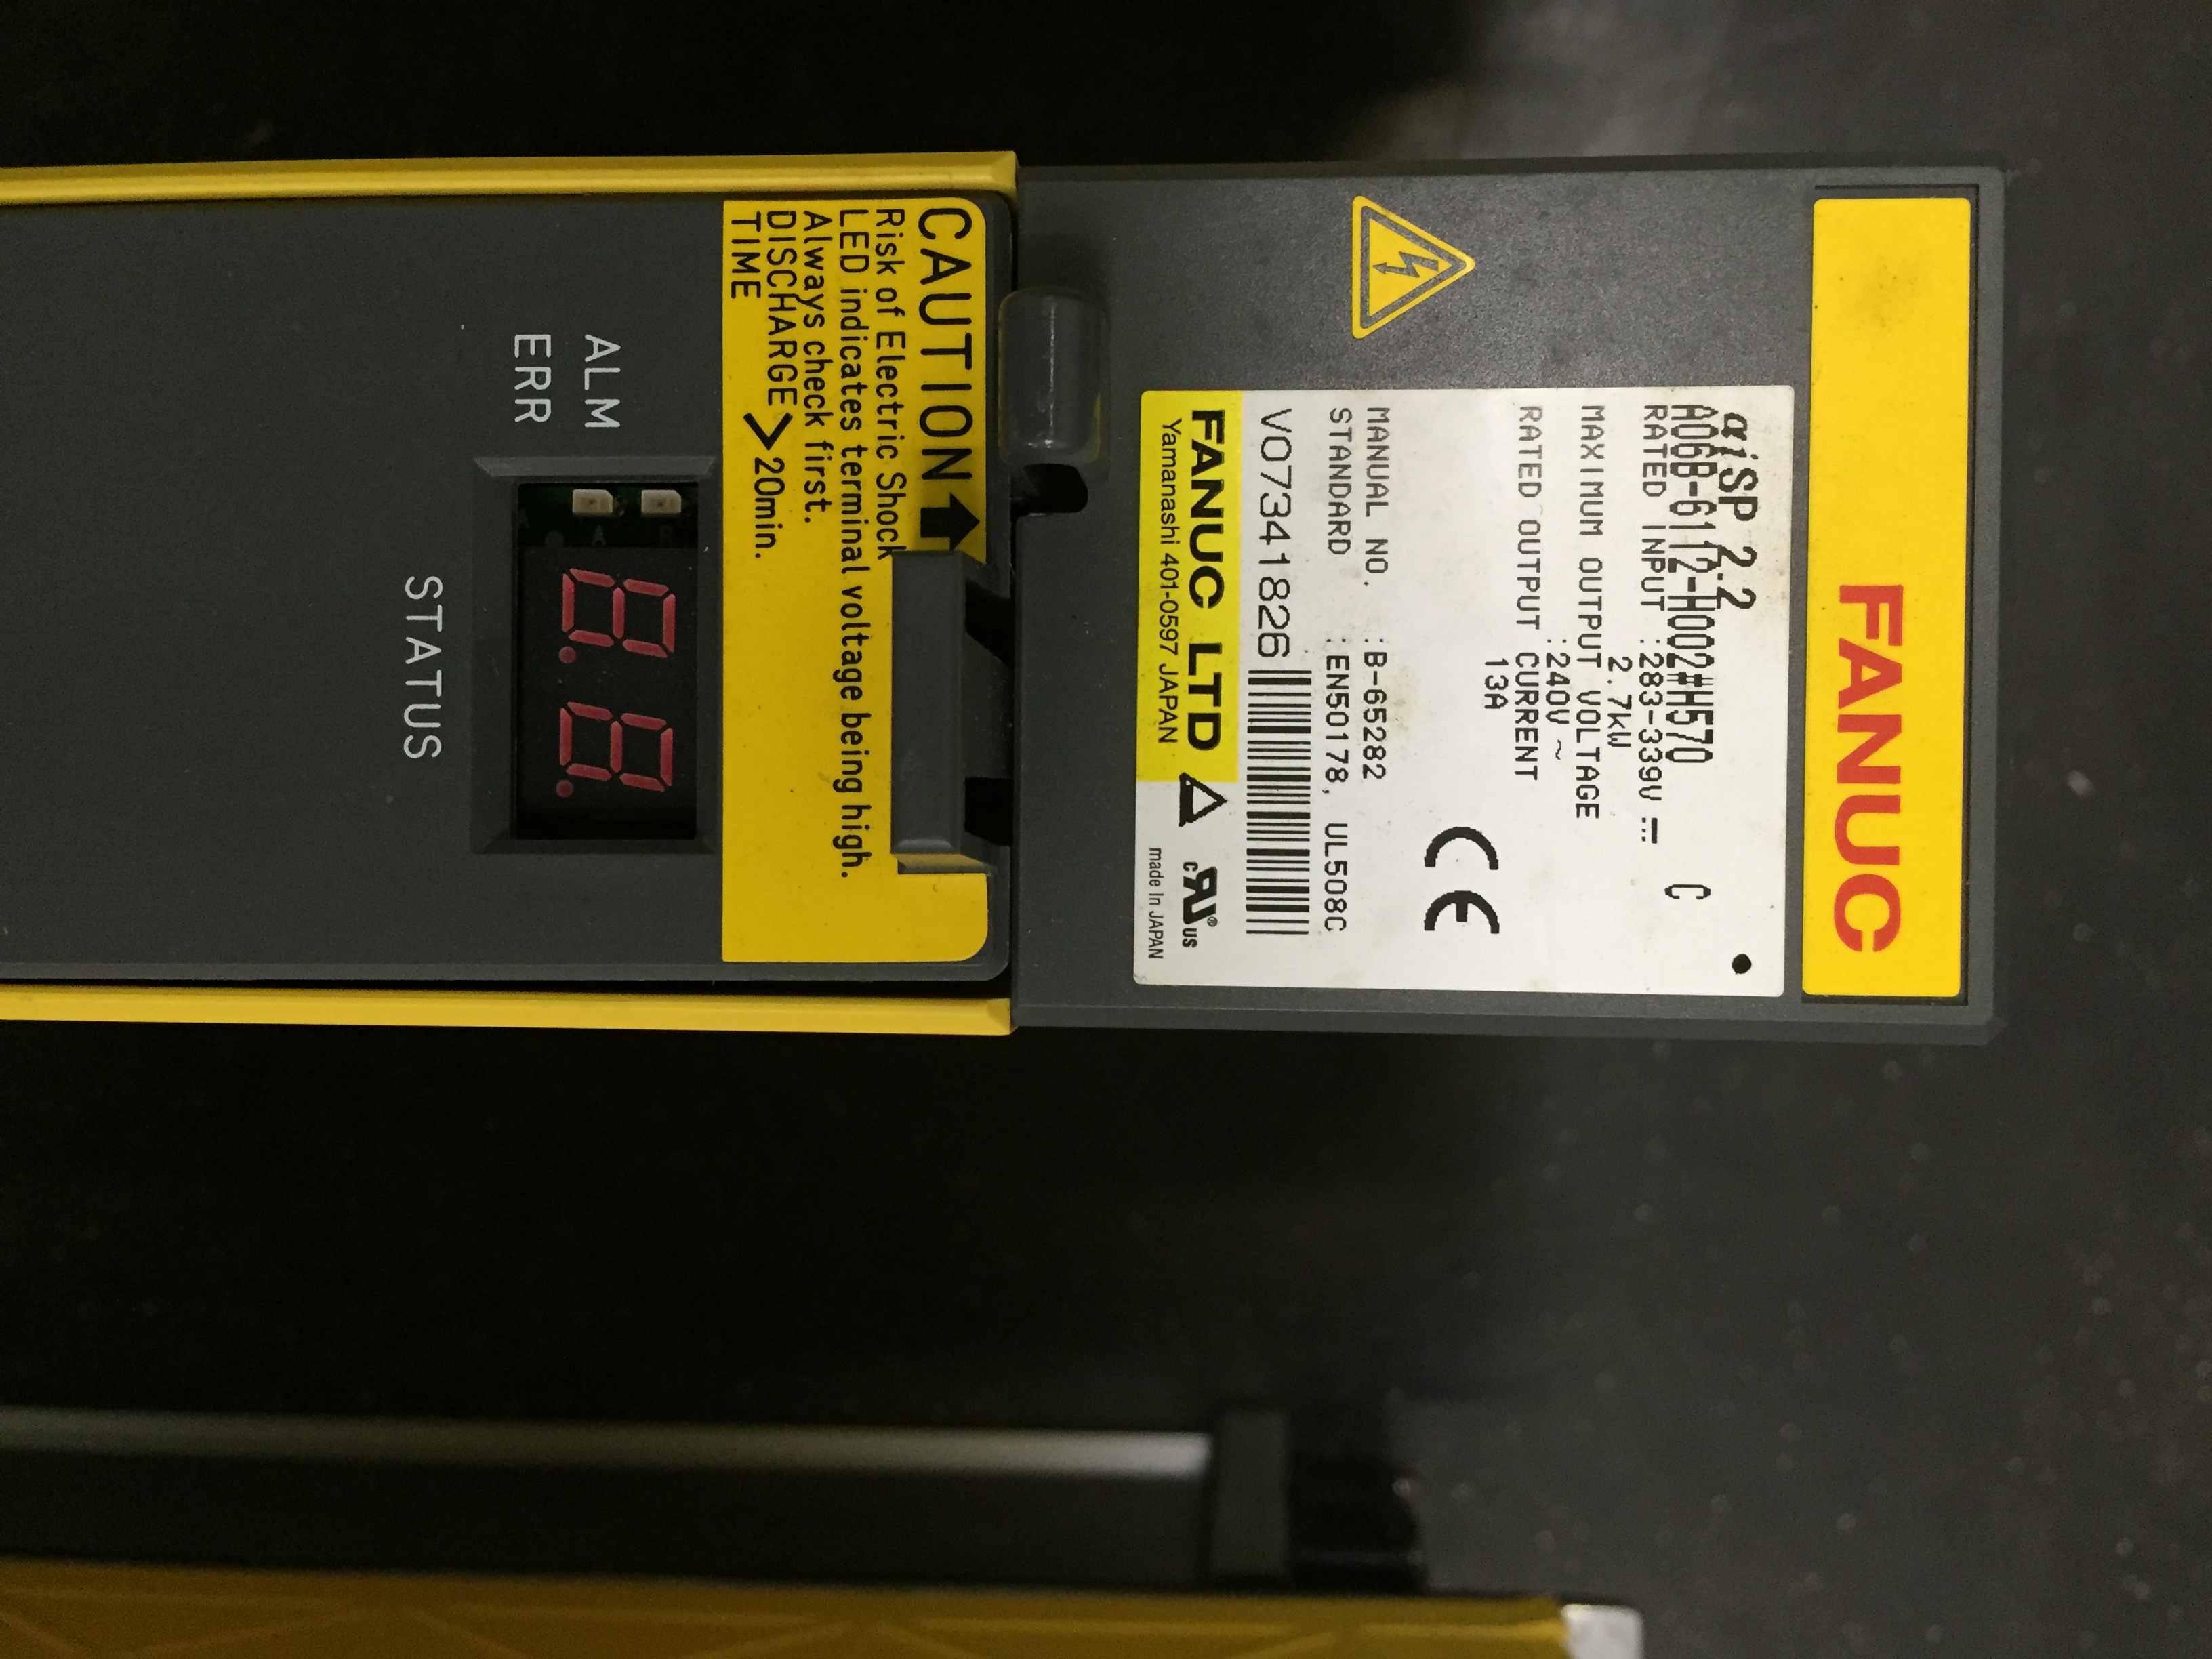 FANUC
αiSP 2.2
A06B-6112-H002#H570 C
RATED INPUT :283-339V
2.7kW
MAXIMUM OUTPUT VOLTAGE
:240V ~
RATED OUTPUT CURRENT
13A
CE
MANUAL NO. :B-65282
STANDARD :EN50178, UL508C
V07341826
FANUC LTD
c RU ® US
Yamanashi 401-0597 JAPAN
made In JAPAN
CAUTION
Risk of Electric Shock
LED indicates terminal voltage being high.
Always check first.
DISCHARGE > 20min.
TIME
ALM
ERR
8.8.
STATUS